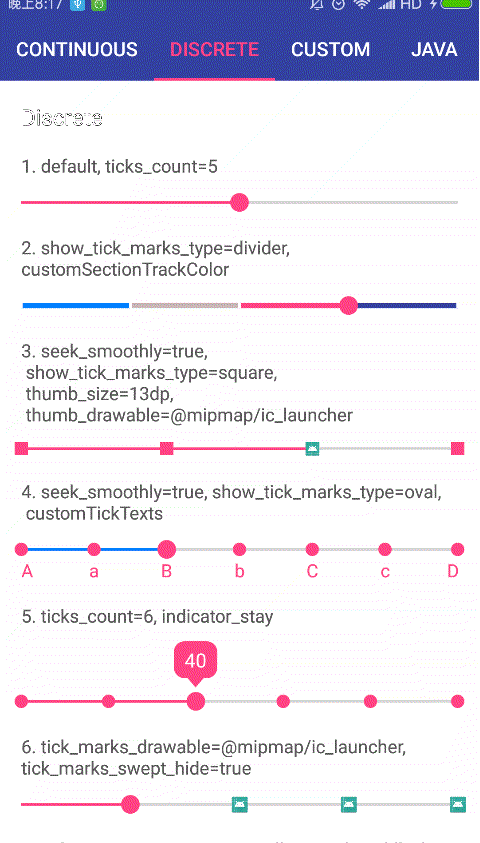 晚上8:17 HD
CONTINUOUS DISCRETE CUSTOM JAVA
Discrete
1. default, ticks_count=5
2. show_tick_marks_type=divider,
customSectionTrackColor
3. seek_smoothly=true,
show_tick_marks_type=square,
thumb_size=13dp,
thumb_drawable=@mipmap/ic_launcher
4. seek_smoothly=true, show_tick_marks_type=oval,
customTickTexts
A a B b C c D
5. ticks_count=6, indicator_stay
40
6. tick_marks_drawable=@mipmap/ic_launcher,
tick_marks_swept_hide=true